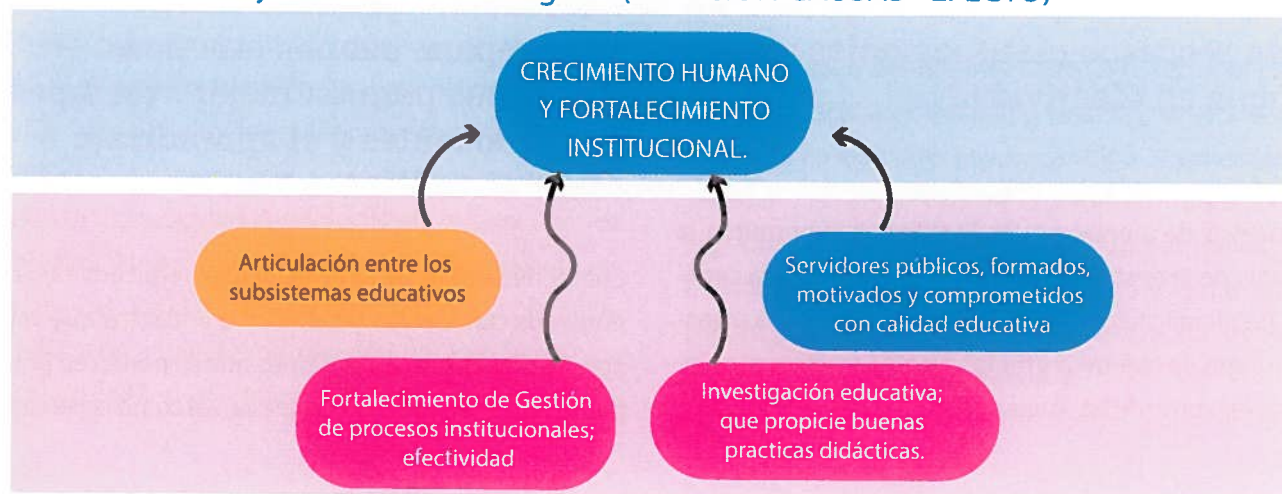 CRECIMIENTO HUMANO
Y FORTALECIMIENTO
INSTITUCIONAL.
Articulación entre los
subsistemas educativos
Servidores públicos, formados,
motivados y comprometidos
con calidad educativa
Fortalecimiento de Gestión
de procesos institucionales;
efectividad
Investigación educativa;
que propicie buenas
practicas didácticas.